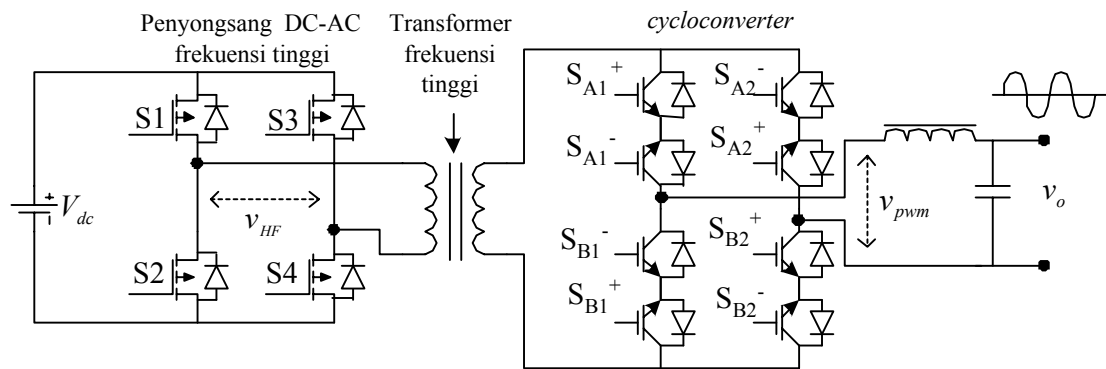 Penyongsang DC-AC
frekuensi tinggi
Transformer
frekuensi
tinggi
cycloconverter
S1
S3
S2
S4
V_dc
+
v_HF
S_A1^+
S_A2^-
S_A1^-
S_A2^+
S_B1^-
S_B2^+
S_B1^+
S_B2^-
v_pwm
v_o